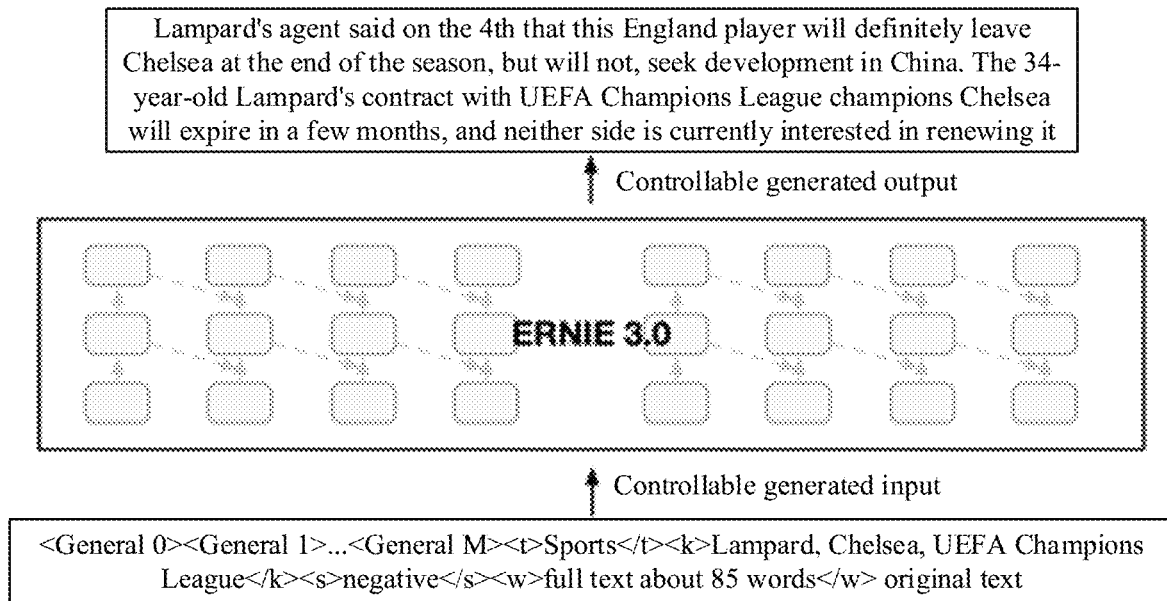 Lampard's agent said on the 4th that this England player will definitely leave
Chelsea at the end of the season, but will not, seek development in China. The 34-
year-old Lampard's contract with UEFA Champions League champions Chelsea
will expire in a few months, and neither side is currently interested in renewing it
Controllable generated output
ERNIE 3.0
Controllable generated input
<General 0><General 1>...<General M><t>Sports</t><k>Lampard, Chelsea, UEFA Champions
League</k><s>negative</s><w>full text about 85 words</w> original text